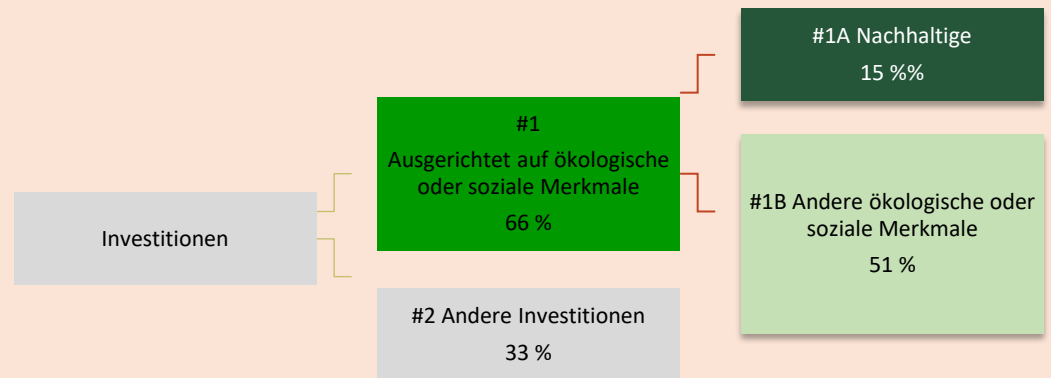 Investitionen
#1
Ausgerichtet auf ökologische
oder soziale Merkmale
66 %
#2 Andere Investitionen
33 %
#1A Nachhaltige
15 %%
#1B Andere ökologische oder
soziale Merkmale
51 %